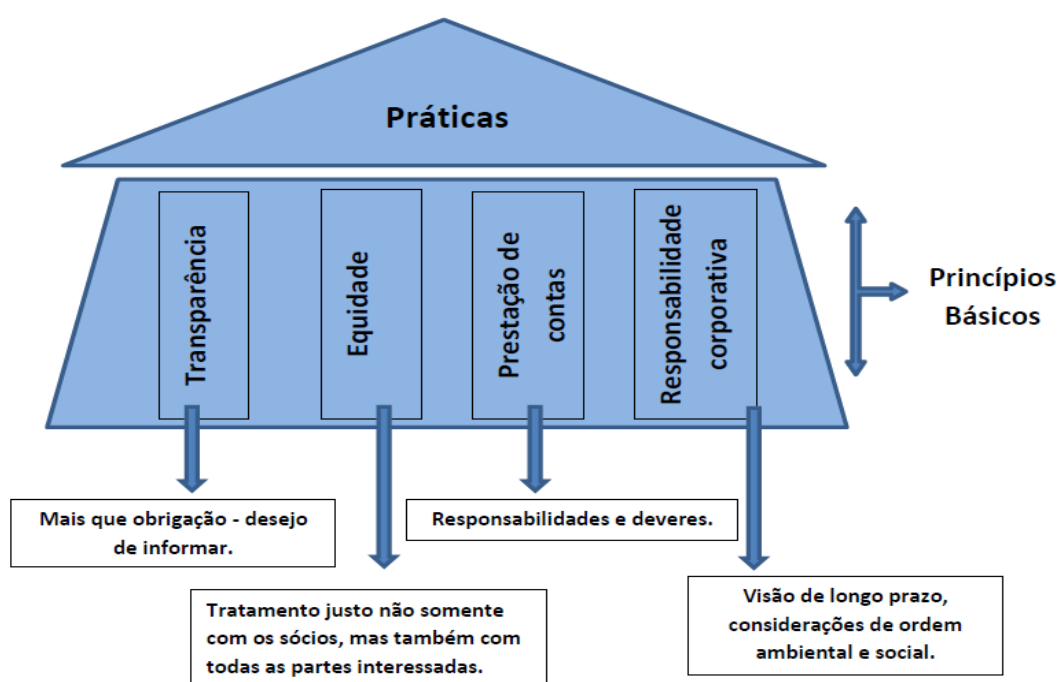 Práticas
Transparência
Equidade
Prestação de
contas
Responsabilidade
corporativa
Princípios
Básicos
Mais que obrigação - desejo
de informar.
Responsabilidades e deveres.
Tratamento justo não somente
com os sócios, mas também com
todas as partes interessadas.
Visão de longo prazo,
considerações de ordem
ambiental e social.